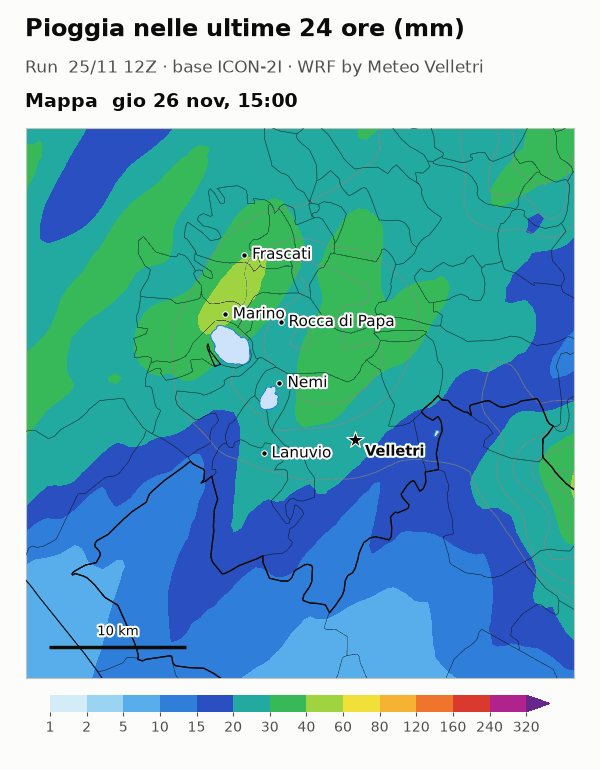 Pioggia nelle ultime 24 ore (mm)
Run  25/11 12Z · base ICON-2I · WRF by Meteo Velletri
Mappa  gio 26 nov, 15:00
Frascati
Marino
Rocca di Papa
Nemi
Velletri
Lanuvio
10 km
1 2 5 10 15 20 30 40 60 80 120 160 240 320